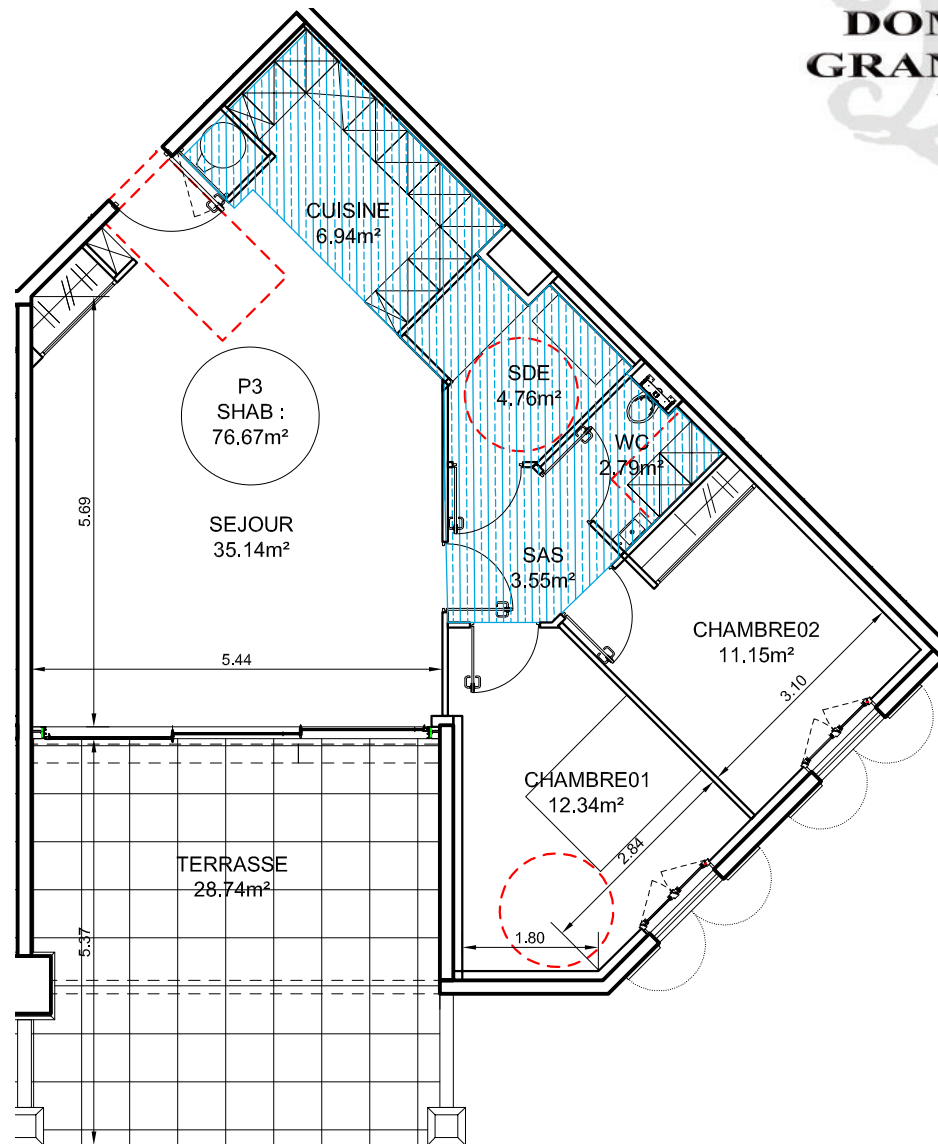 CUISINE
6.94m²
P3
SHAB :
76.67m²
SDE
4.76m²
WC
2.79m²
5.69
SEJOUR
35.14m²
SAS
3.55m²
5.44
CHAMBRE02
11.15m²
3.10
CHAMBRE01
12.34m²
2.84
TERRASSE
28.74m²
1.80
5.37